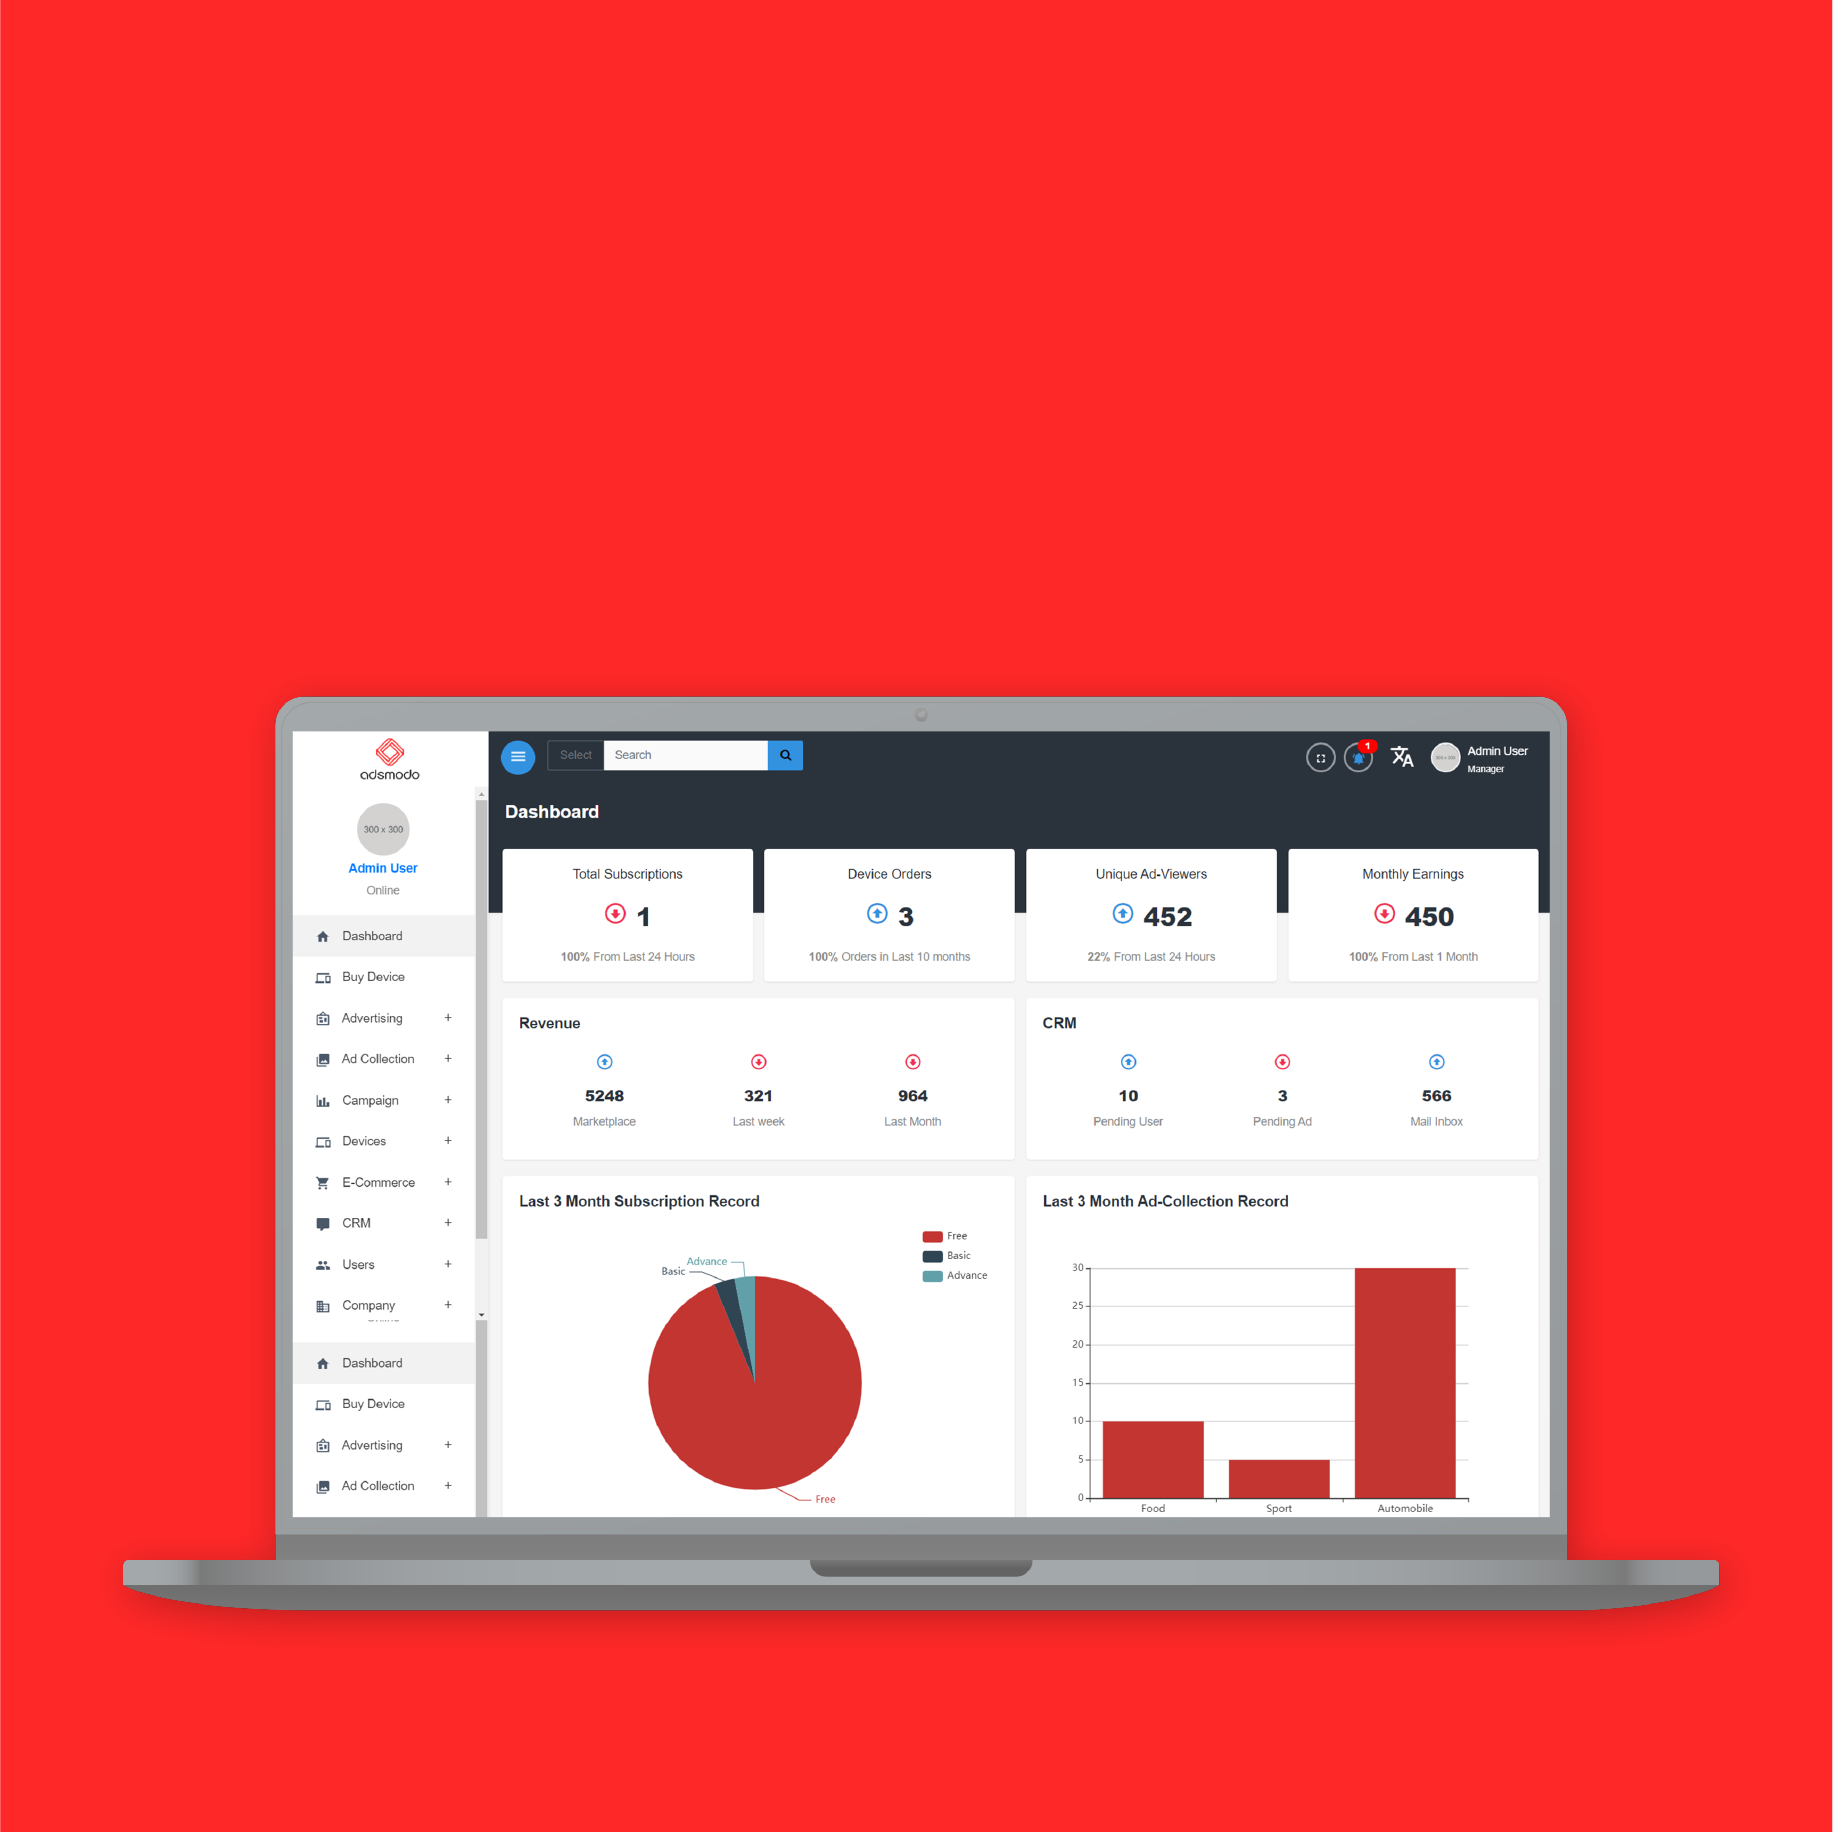 adsmodo
300 x 300
Admin User
Online
Dashboard
Buy Device
Advertising +
Ad Collection +
Campaign +
Devices +
E-Commerce +
CRM +
Users +
Company +
Online
Dashboard
Buy Device
Advertising +
Ad Collection +
Select
Search
1
Admin User
Manager
Dashboard
Total Subscriptions
1
100% From Last 24 Hours
Device Orders
3
100% Orders in Last 10 months
Unique Ad-Viewers
452
22% From Last 24 Hours
Monthly Earnings
450
100% From Last 1 Month
Revenue
5248
Marketplace
321
Last week
964
Last Month
CRM
10
Pending User
3
Pending Ad
566
Mail Inbox
Last 3 Month Subscription Record
Free
Basic
Advance
Advance
Basic
Free
Last 3 Month Ad-Collection Record
30
25
20
15
10
5
0
Food Sport Automobile